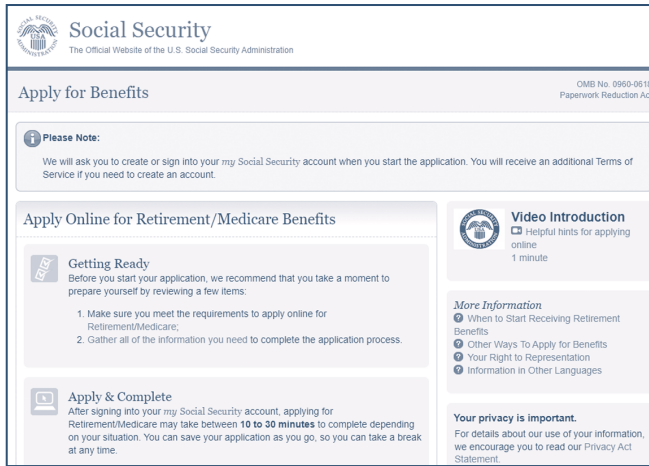 Social Security
The Official Website of the U.S. Social Security Administration
Apply for Benefits
OMB No. 0960-0618
Paperwork Reduction Ac
Please Note:
We will ask you to create or sign into your my Social Security account when you start the application. You will receive an additional Terms of
Service if you need to create an account.
Apply Online for Retirement/Medicare Benefits
Getting Ready
Before you start your application, we recommend that you take a moment to
prepare yourself by reviewing a few items:
1. Make sure you meet the requirements to apply online for
Retirement/Medicare;
2. Gather all of the information you need to complete the application process.
Apply & Complete
After signing into your my Social Security account, applying for
Retirement/Medicare may take between 10 to 30 minutes to complete depending
on your situation. You can save your application as you go, so you can take a break
at any time.
Video Introduction
Helpful hints for applying
online
1 minute
More Information
When to Start Receiving Retirement
Benefits
Other Ways To Apply for Benefits
Your Right to Representation
Information in Other Languages
Your privacy is important.
For details about our use of your information,
we encourage you to read our Privacy Act
Statement.